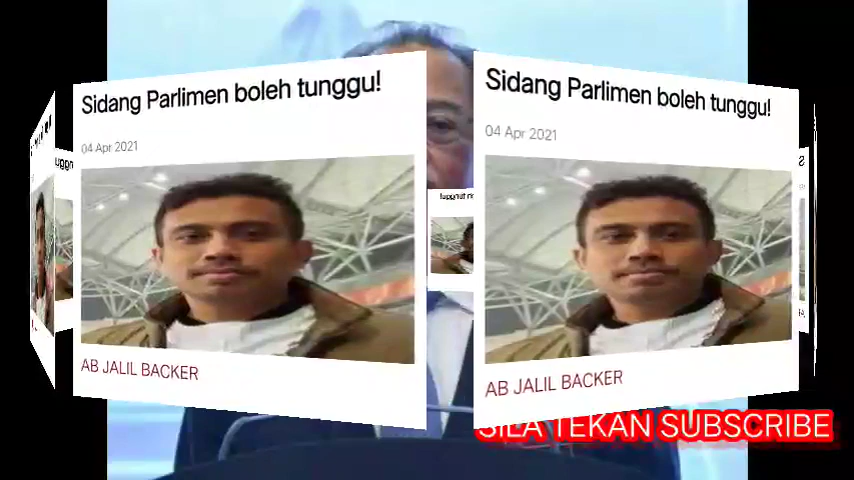 Sidang Parlimen boleh tunggu!
04 Apr 2021
AB JALIL BACKER
Sidang Parlimen boleh tunggu!
04 Apr 2021
AB JALIL BACKER
SILA TEKAN SUBSCRIBE